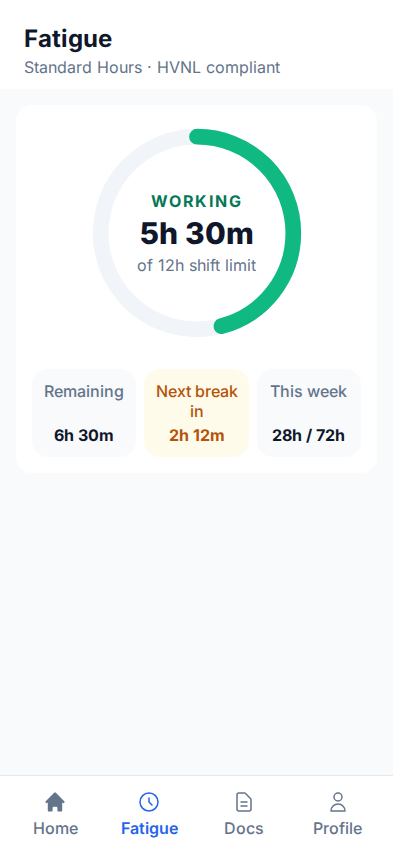 Fatigue
Standard Hours · HVNL compliant
WORKING
5h 30m
of 12h shift limit
Remaining
6h 30m
Next break
in
2h 12m
This week
28h / 72h
Home
Fatigue
Docs
Profile